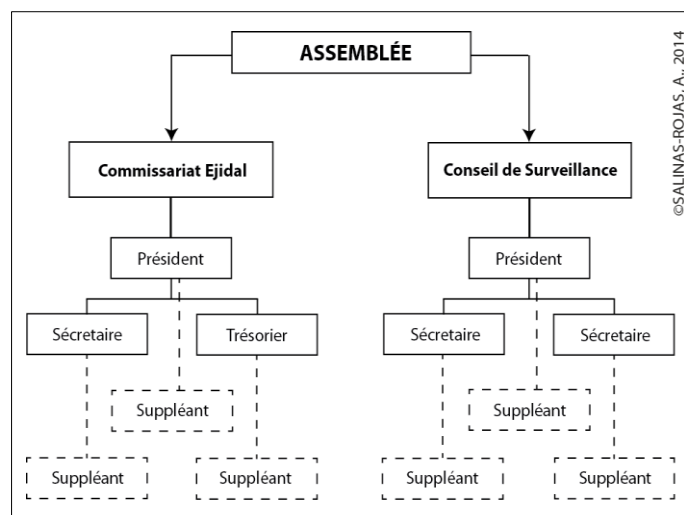 ASSEMBLÉE
Commissariat Ejidal
Conseil de Surveillance
Président
Président
Sécretaire
Trésorier
Sécretaire
Sécretaire
Suppléant
Suppléant
Suppléant
Suppléant
Suppléant
Suppléant
©SALINAS-ROJAS, A., 2014